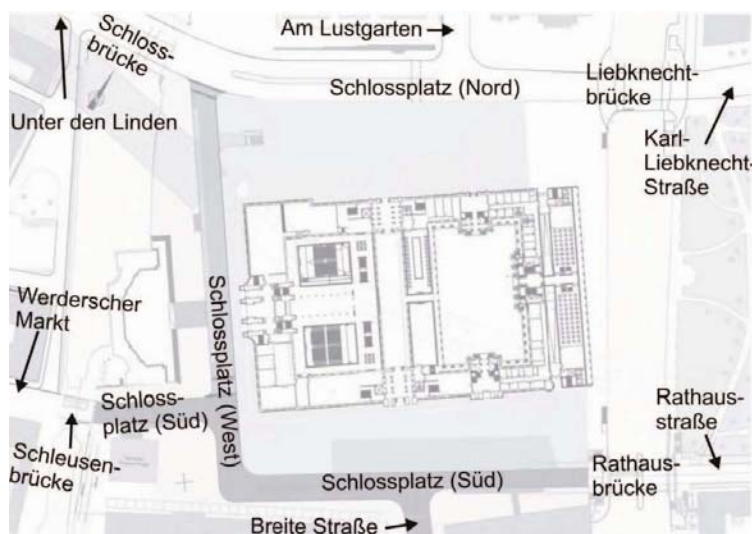 Am Lustgarten
Schloss-
brücke
Schlossplatz (Nord)
Liebknecht-
brücke
Unter den Linden
Karl-
Liebknecht-
Straße
Schlossplatz (West)
Werderscher
Markt
Schloss-
platz (Süd)
Rathaus-
straße
Schleusen-
brücke
Schlossplatz (Süd)
Rathaus-
brücke
Breite Straße